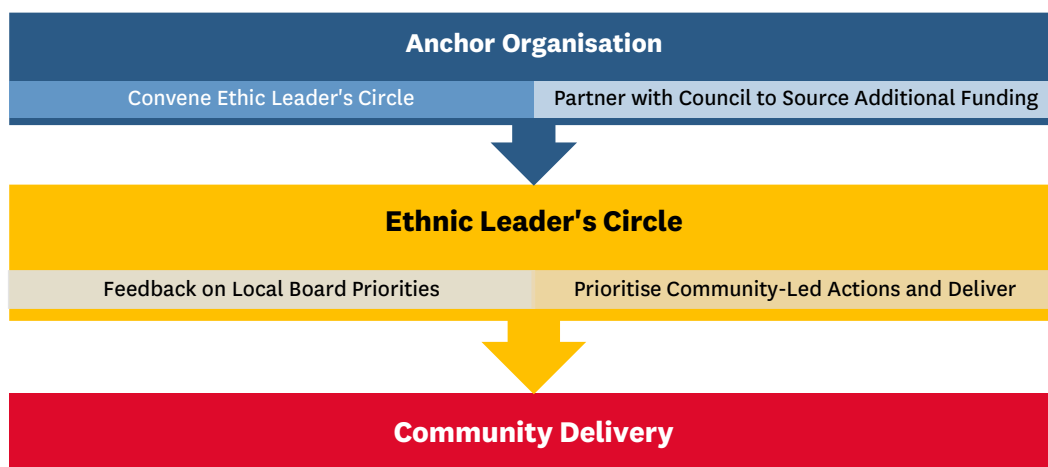 Anchor Organisation
Convene Ethic Leader's Circle
Partner with Council to Source Additional Funding
Ethnic Leader's Circle
Feedback on Local Board Priorities
Prioritise Community-Led Actions and Deliver
Community Delivery